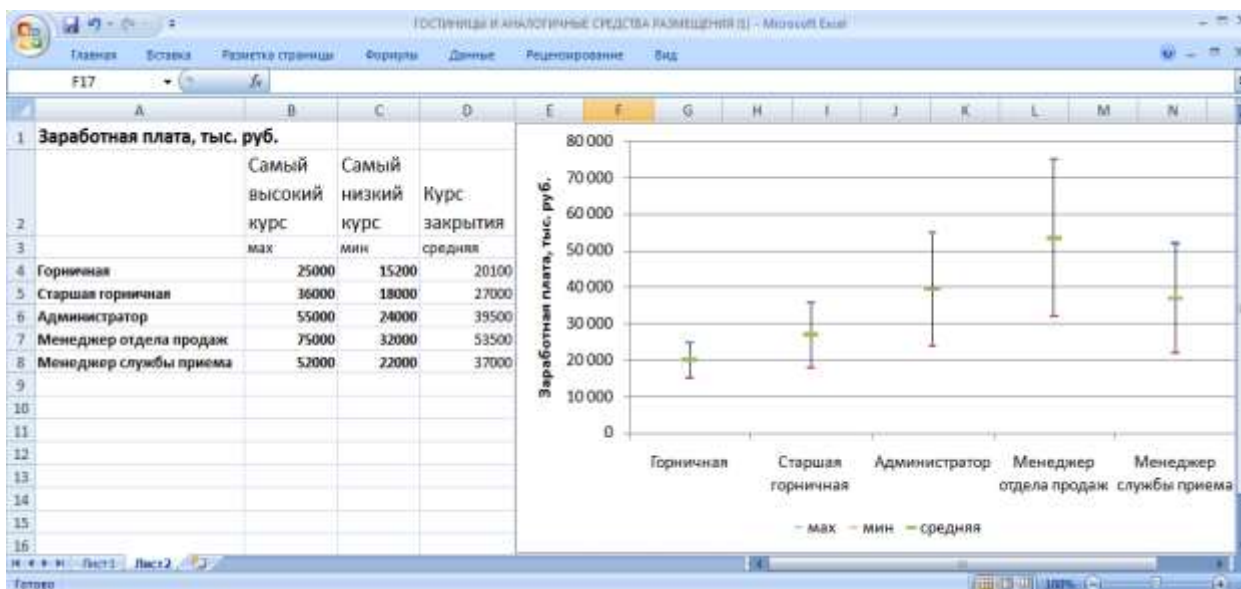 ГОСТИНИЦЫ И АНАЛОГИЧНЫЕ СРЕДСТВА РАЗМЕЩЕНИЯ (1) - Microsoft Excel
Главная Вставка Разметка страницы Формулы Данные Рецензирование Вид
F17 fx
A B C D E F G H I J K L M N
1 Заработная плата, тыс. руб.
2 Самый высокий курс Самый низкий курс Курс закрытия
3 мах мин средняя
4 Горничная 25000 15200 20100
5 Старшая горничная 36000 18000 27000
6 Администратор 55000 24000 39500
7 Менеджер отдела продаж 75000 32000 53500
8 Менеджер службы приема 52000 22000 37000
9
10
11
12
13
14
15
16
Заработная плата, тыс. руб.
80 000
70 000
60 000
50 000
40 000
30 000
20 000
10 000
0
Горничная Старшая горничная Администратор Менеджер отдела продаж Менеджер службы приема
мах мин средняя
Лист1 Лист2
Готово 100%